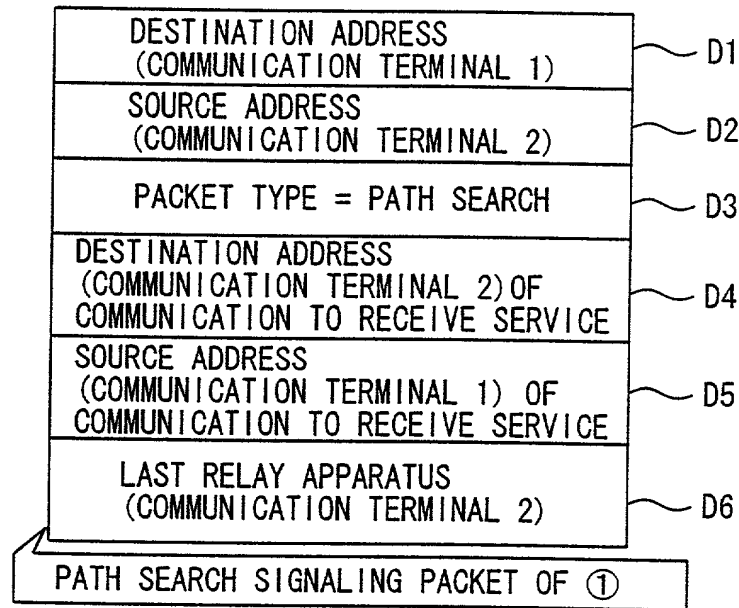 DESTINATION ADDRESS
(COMMUNICATION TERMINAL 1)
D1
SOURCE ADDRESS
(COMMUNICATION TERMINAL 2)
D2
PACKET TYPE = PATH SEARCH
D3
DESTINATION ADDRESS
(COMMUNICATION TERMINAL 2)OF
COMMUNICATION TO RECEIVE SERVICE
D4
SOURCE ADDRESS
(COMMUNICATION TERMINAL 1) OF
COMMUNICATION TO RECEIVE SERVICE
D5
LAST RELAY APPARATUS
(COMMUNICATION TERMINAL 2)
D6
PATH SEARCH SIGNALING PACKET OF ①